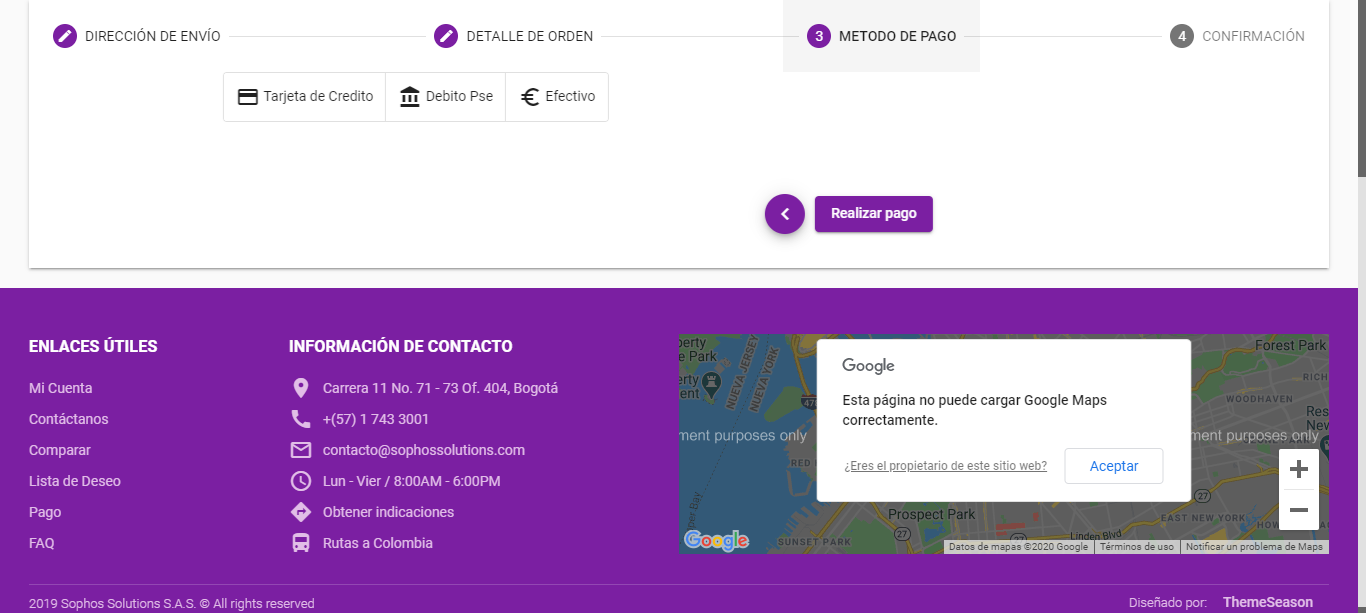 DIRECCIÓN DE ENVÍO
DETALLE DE ORDEN
3 METODO DE PAGO
4 CONFIRMACIÓN
Tarjeta de Credito
Debito Pse
Efectivo
Realizar pago
ENLACES ÚTILES
Mi Cuenta
Contáctanos
Comparar
Lista de Deseo
Pago
FAQ
INFORMACIÓN DE CONTACTO
Carrera 11 No. 71 - 73 Of. 404, Bogotá
+(57) 1 743 3001
contacto@sophossolutions.com
Lun - Vier / 8:00AM - 6:00PM
Obtener indicaciones
Rutas a Colombia
perty
e Park
erty
ent
NUEVA JERSEY
NUEVA YORK
Forest Park
RICH
WOODHAVEN
Res
ment purposes only
ment purposes only
Google
Esta página no puede cargar Google Maps
correctamente.
¿Eres el propietario de este sitio web?
Aceptar
RED
27
Prospect Park
EAST NEW YORK
SUNSET PARK
27
Linden Blvd
Google
Datos de mapas ©2020 Google
Términos de uso
Notificar un problema de Maps
2019 Sophos Solutions S.A.S. © All rights reserved
Diseñado por: ThemeSeason